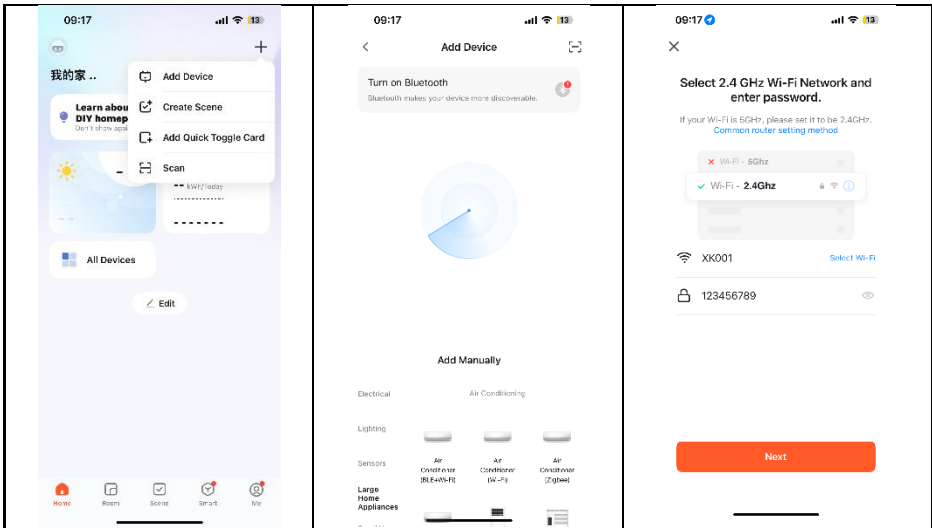 09:17
13
我的家 ..
Add Device
Create Scene
Add Quick Toggle Card
Scan
Learn abou
DIY homep
Don't show agai
kWh/Today
All Devices
Edit
Home
Room
Scene
Smart
Me
09:17
13
Add Device
Turn on Bluetooth
Bluetooth makes your device more discoverable.
Add Manually
Electrical
Air Conditioning
Lighting
Sensors
Large
Home
Appliances
Air
Conditioner
(BLE+Wi-Fi)
Air
Conditioner
(Wi-Fi)
Air
Conditioner
(Zigbee)
09:17
13
Select 2.4 GHz Wi-Fi Network and
enter password.
If your Wi-Fi is 5GHz, please set it to be 2.4GHz.
Common router setting method
Wi-Fi - 5Ghz
Wi-Fi - 2.4Ghz
XK001
Select Wi-Fi
123456789
Next